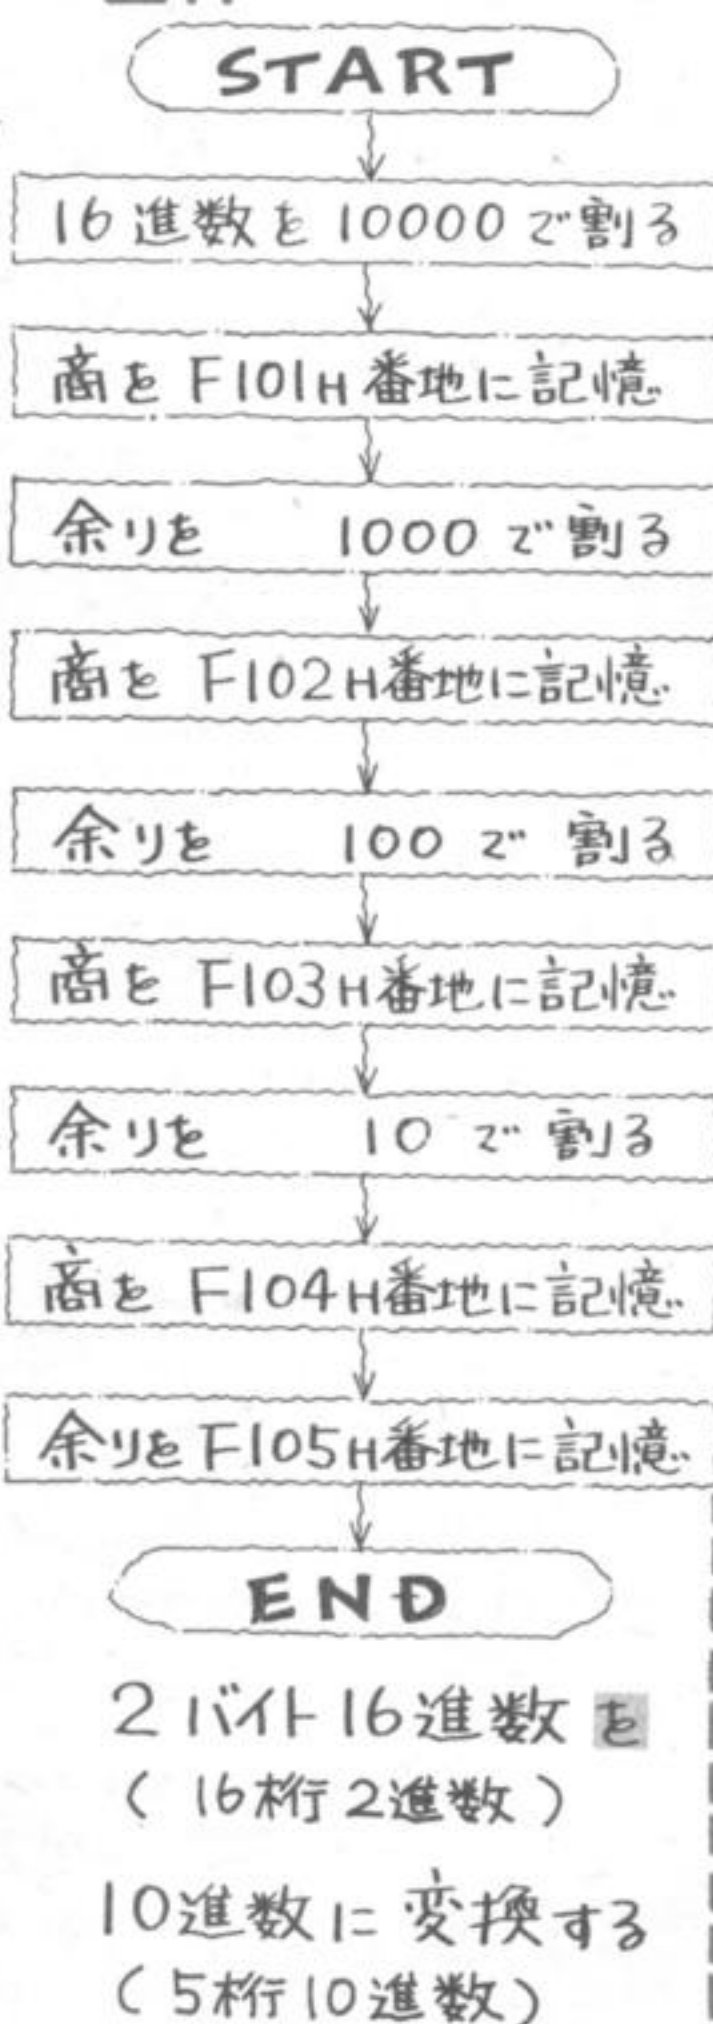 START
16進数を10000で割る
商をF101H番地に記憶
余りを 1000で割る
商をF102H番地に記憶
余りを 100で割る
商をF103H番地に記憶
余りを 10で割る
商をF104H番地に記憶
余りをF105H番地に記憶
END
2バイト16進数を
(16桁2進数)
10進数に変換する
(5桁10進数)